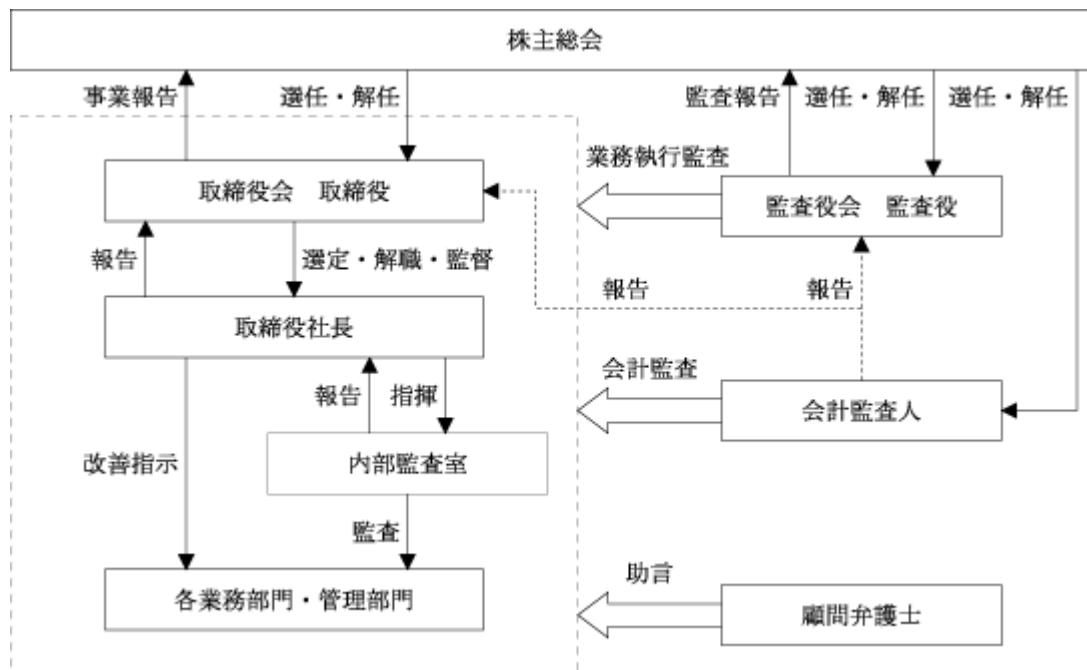 株主総会
事業報告
選任・解任
監査報告
選任・解任
選任・解任
業務執行監査
取締役会 取締役
監査役会 監査役
報告
選定・解職・監督
報告
報告
取締役社長
会計監査
報告
指揮
会計監査人
改善指示
内部監査室
監査
助言
各業務部門・管理部門
顧問弁護士